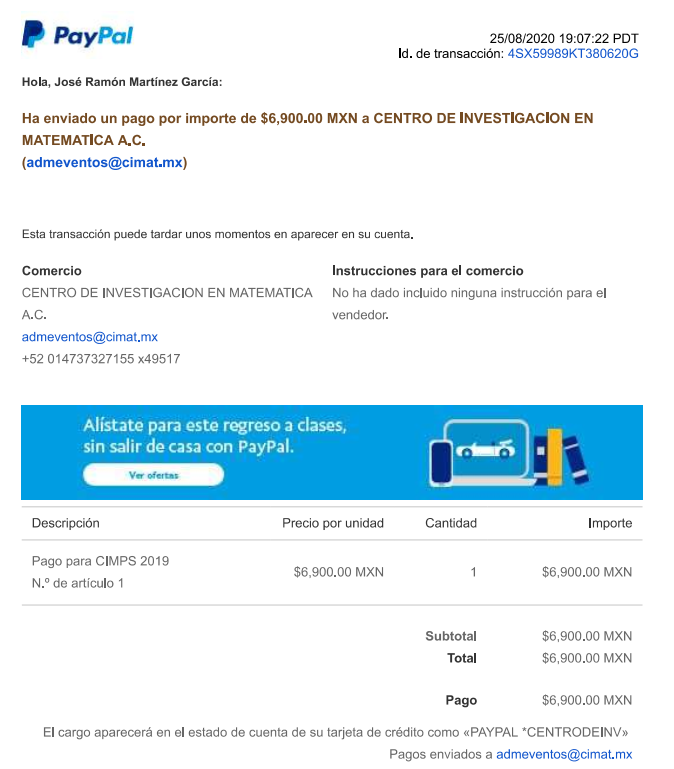 PayPal
25/08/2020 19:07:22 PDT
Id. de transacción: 4SX59989KT380620G
Hola, José Ramón Martínez García:
Ha enviado un pago por importe de $6,900.00 MXN a CENTRO DE INVESTIGACION EN
MATEMATICA A.C.
(admeventos@cimat.mx)
Esta transacción puede tardar unos momentos en aparecer en su cuenta.
Comercio
CENTRO DE INVESTIGACION EN MATEMATICA
A.C.
admeventos@cimat.mx
+52 014737327155 x49517
Instrucciones para el comercio
No ha dado incluido ninguna instrucción para el
vendedor.
Alístate para este regreso a clases,
sin salir de casa con PayPal.
Ver ofertas
Descripción Precio por unidad Cantidad Importe
Pago para CIMPS 2019
N.º de artículo 1
$6,900.00 MXN 1 $6,900.00 MXN
Subtotal $6,900.00 MXN
Total $6,900.00 MXN
Pago $6,900.00 MXN
El cargo aparecerá en el estado de cuenta de su tarjeta de crédito como «PAYPAL *CENTRODEINV»
Pagos enviados a admeventos@cimat.mx